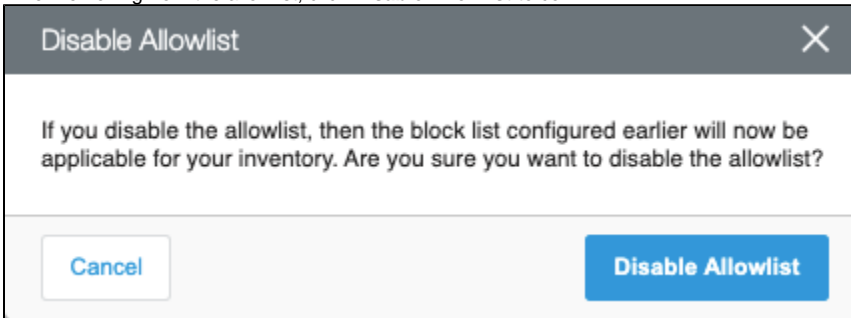 Disable Allowlist
If you disable the allowlist, then the block list configured earlier will now be
applicable for your inventory. Are you sure you want to disable the allowlist?
Cancel
Disable Allowlist